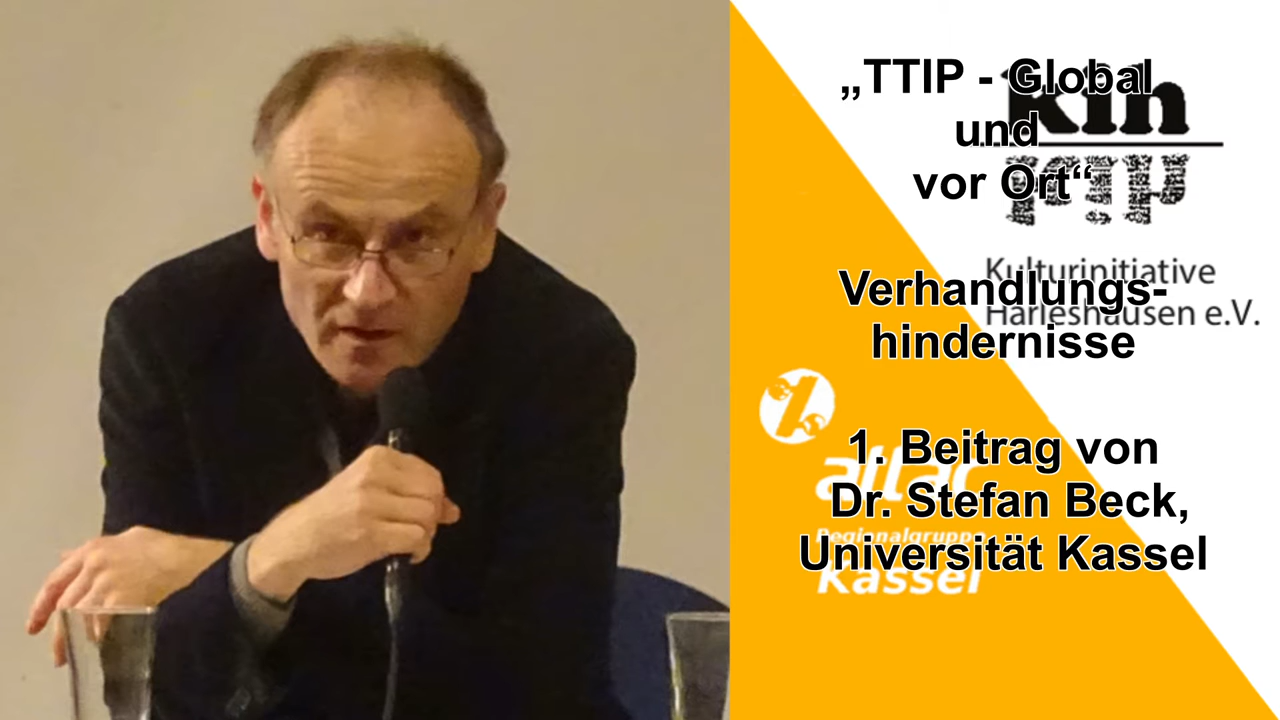 „TTIP - Global
und
vor Ort“
kih
Kulturinitiative
Harleshausen e.V.
Verhandlungs-
hindernisse
1. Beitrag von
Dr. Stefan Beck,
Universität Kassel
attac
Regionalgruppe
Kassel